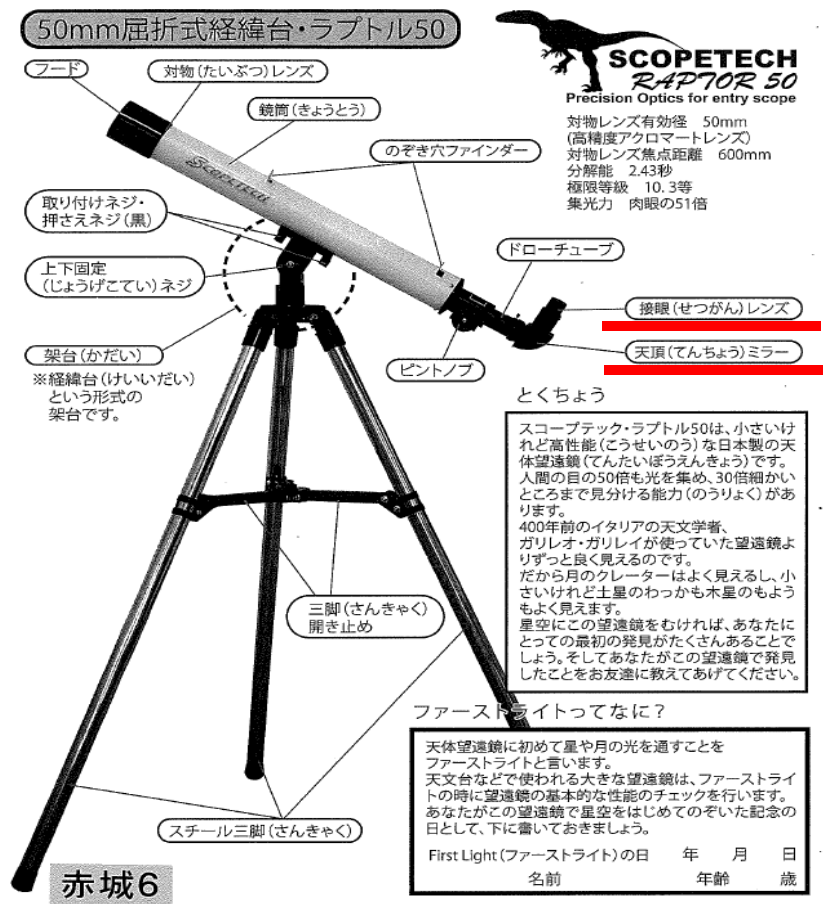 50mm屈折式経緯台・ラプトル50
SCOPETECH
RAPTOR 50
Precision Optics for entry scope
対物レンズ有効径 50mm
(高精度アクロマートレンズ)
対物レンズ焦点距離 600mm
分解能 2.43秒
極限等級 10.3等
集光力 肉眼の51倍
フード
対物(たいぶつ)レンズ
鏡筒(きょうとう)
のぞき穴ファインダー
SCOPETECH
取り付けネジ・
押さえネジ(黒)
ドローチューブ
上下固定
(じょうげこてい)ネジ
接眼(せつがん)レンズ
架台(かだい)
ピントノブ
天頂(てんちょう)ミラー
※経緯台(けいいだい)
という形式の
架台です。
とくちょう
スコープテック・ラプトル50は、小さいけ
れど高性能(こうせいのう)な日本製の天
体望遠鏡(てんたいぼうえんきょう)です。
人間の目の50倍も光を集め、30倍細かい
ところまで見分ける能力(のうりょく)があ
ります。
400年前のイタリアの天文学者、
ガリレオ・ガリレイが使っていた望遠鏡よ
りずっと良く見えるのです。
だから月のクレーターはよく見えるし、小
さいけれど土星のわっかも木星のもよう
もよく見えます。
星空にこの望遠鏡をむければ、あなたに
とっての最初の発見がたくさんあることで
しょう。そしてあなたがこの望遠鏡で発見
したことをお友達に教えてあげてください。
三脚(さんきゃく)
開き止め
ファーストライトってなに?
天体望遠鏡に初めて星や月の光を通すことを
ファーストライトと言います。
天文台などで使われる大きな望遠鏡は、ファーストライ
トの時に望遠鏡の基本的な性能のチェックを行います。
あなたがこの望遠鏡で星空をはじめてのぞいた記念の
日として、下に書いておきましょう。
First Light(ファーストライト)の日 年 月 日
名前 年齢 歳
スチール三脚(さんきゃく)
赤城6